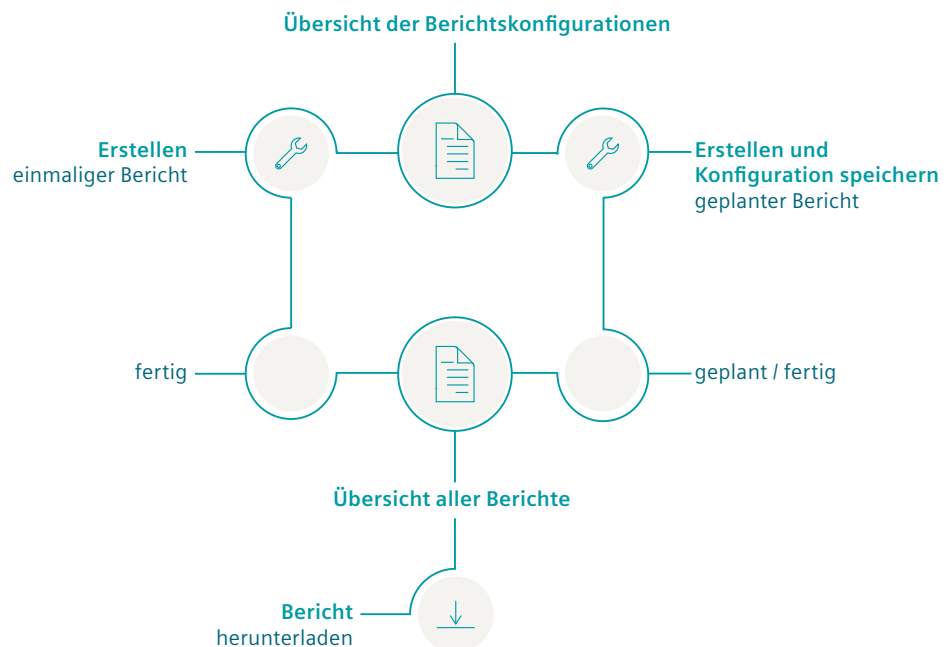 Übersicht der Berichtskonfigurationen
Erstellen
einmaliger Bericht
Erstellen und
Konfiguration speichern
geplanter Bericht
fertig
geplant / fertig
Übersicht aller Berichte
Bericht
herunterladen